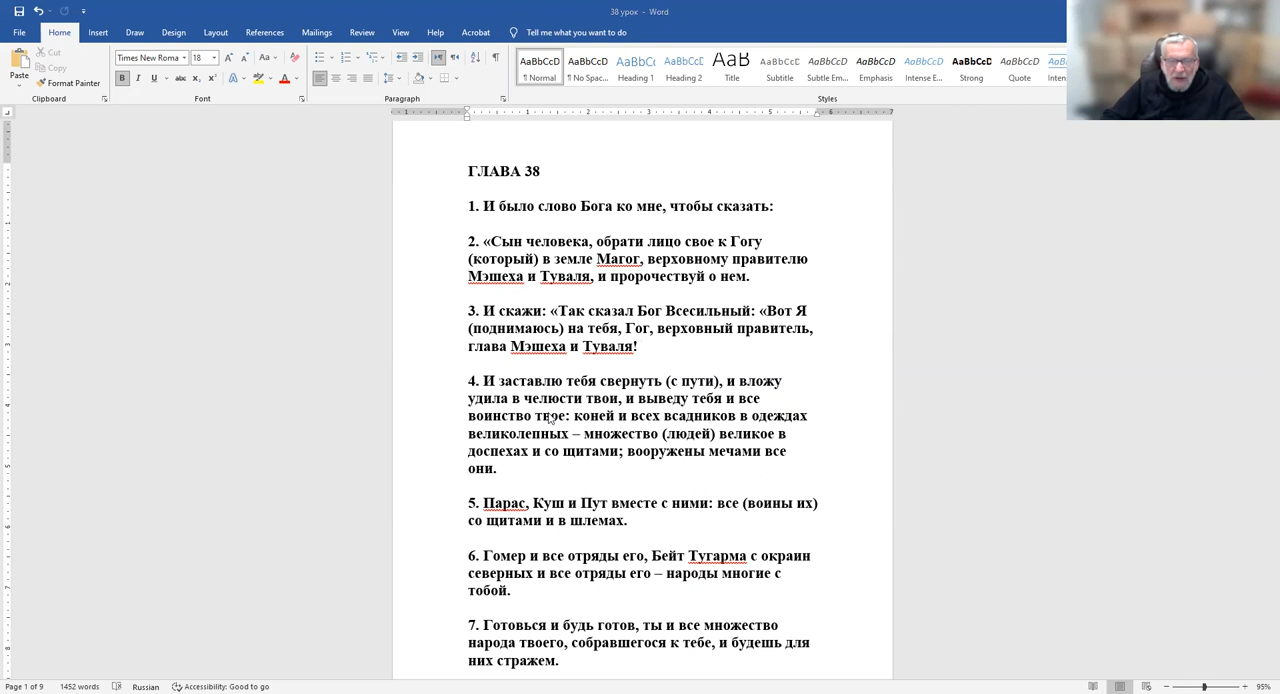 38 урок - Word
File Home Insert Draw Design Layout References Mailings Review View Help Acrobat Tell me what you want to do
Paste
Cut
Copy
Format Painter
Clipboard
Times New Roma 18
Font
Paragraph
AaBbCcD AaBbCcD AaBbCc AaBbCcD AaB AaBbCcD AaBbCcD AaBbCcD AaBbCcD AaBbCcD AaBbCcD
¶ Normal ¶ No Spac... Heading 1 Heading 2 Title Subtitle Subtle Em... Emphasis Intense E... Strong Quote
Styles
ГЛАВА 38
1. И было слово Бога ко мне, чтобы сказать:
2. «Сын человека, обрати лицо свое к Гогу
(который) в земле Магог, верховному правителю
Мэшеха и Туваля, и пророчествуй о нем.
3. И скажи: «Так сказал Бог Всесильный: «Вот Я
(поднимаюсь) на тебя, Гог, верховный правитель,
глава Мэшеха и Туваля!
4. И заставлю тебя свернуть (с пути), и вложу
удила в челюсти твои, и выведу тебя и все
воинство твое: коней и всех всадников в одеждах
великолепных – множество (людей) великое в
доспехах и со щитами; вооружены мечами все
они.
5. Парас, Куш и Пут вместе с ними: все (воины их)
со щитами и в шлемах.
6. Гомер и все отряды его, Бейт Тугарма с окраин
северных и все отряды его – народы многие с
тобой.
7. Готовься и будь готов, ты и все множество
народа твоего, собравшегося к тебе, и будешь для
них стражем.
Page 1 of 9 1452 words Russian Accessibility: Good to go 95%